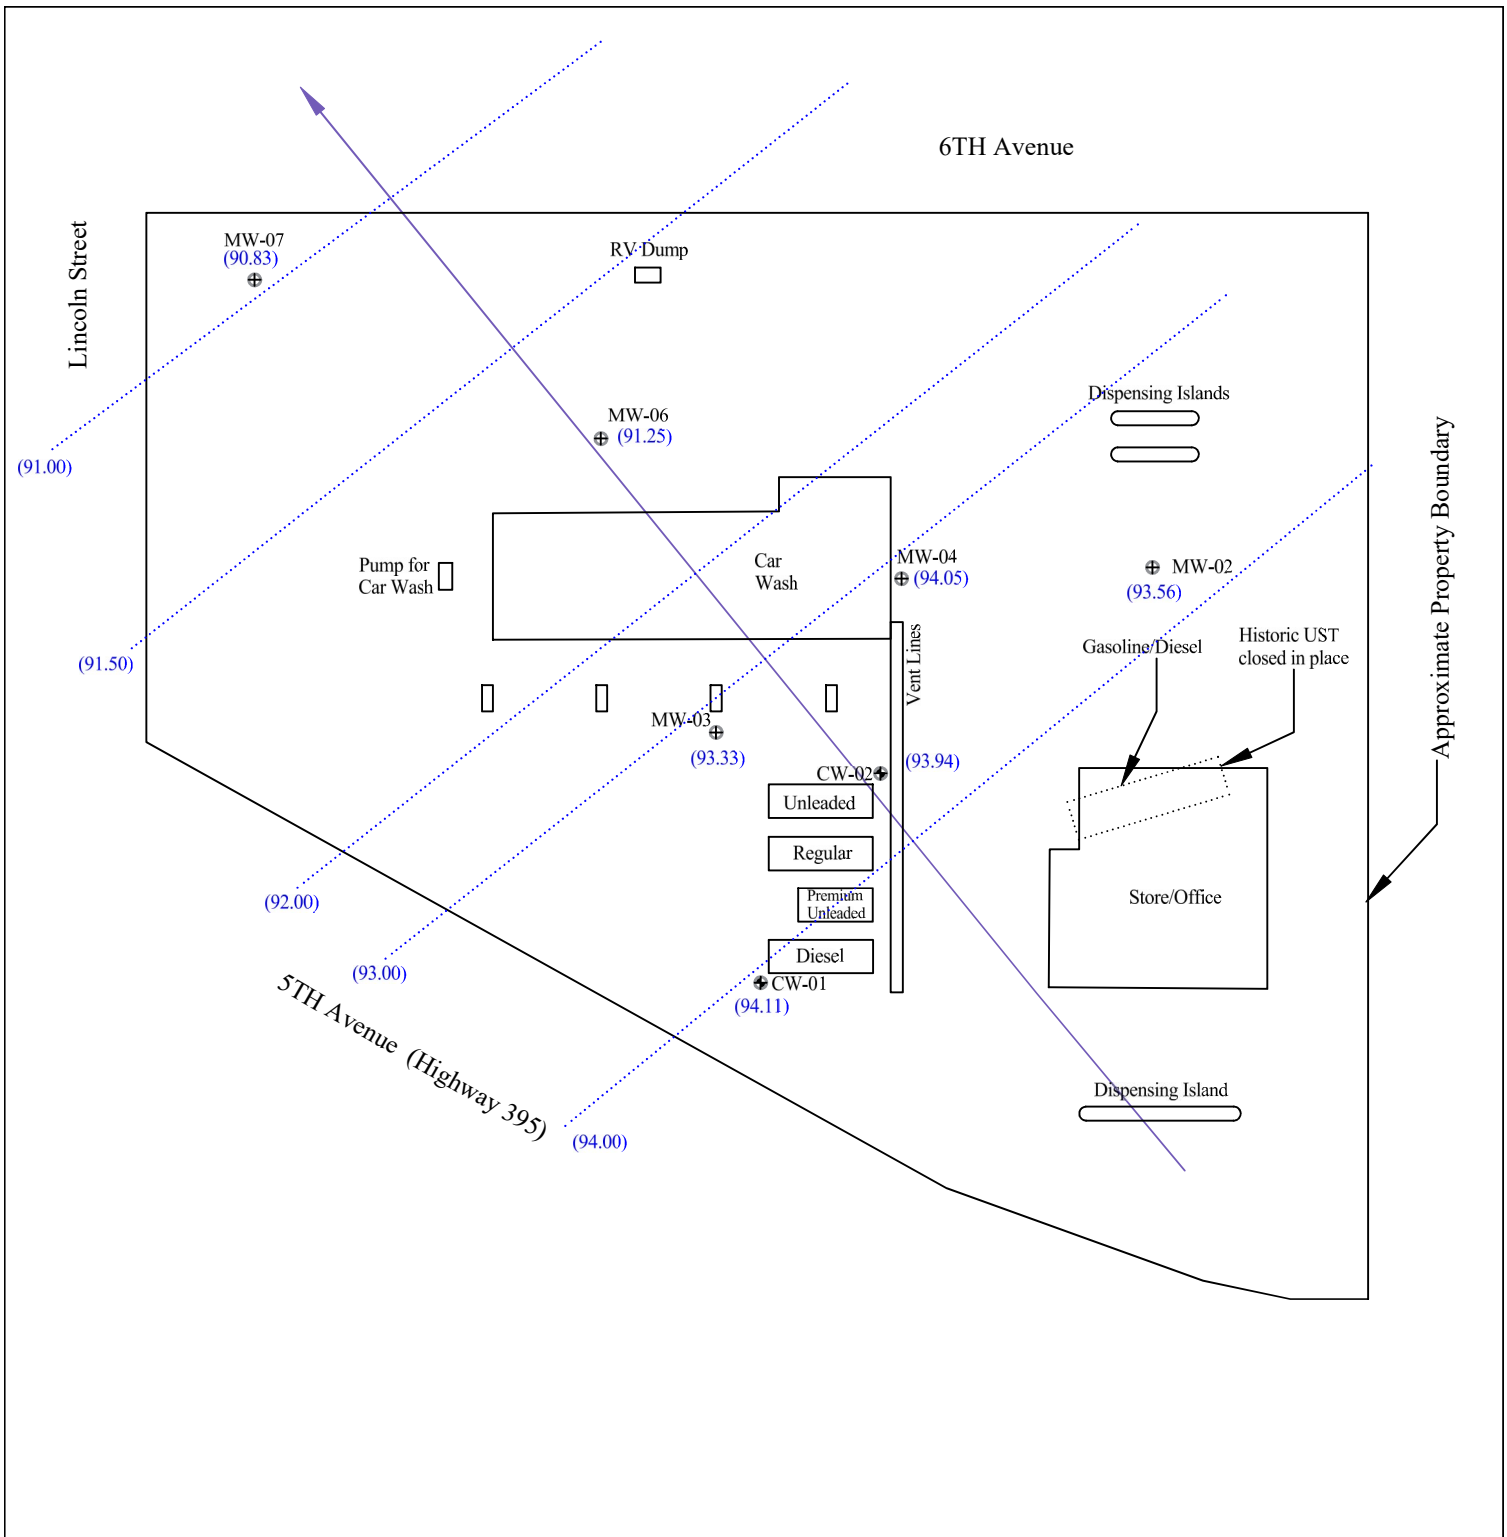 6TH Avenue
Lincoln Street
MW-07
(90.83)
RV Dump
Dispensing Islands
MW-06
(91.25)
(91.00)
Approximate Property Boundary
Pump for
Car Wash
Car
Wash
MW-04
(94.05)
MW-02
(93.56)
(91.50)
Vent Lines
Gasoline/Diesel
Historic UST
closed in place
MW-03
(93.33)
CW-02
(93.94)
Unleaded
Regular
Premium
Unleaded
Diesel
Store/Office
(92.00)
(93.00)
CW-01
(94.11)
5TH Avenue (Highway 395)
(94.00)
Dispensing Island